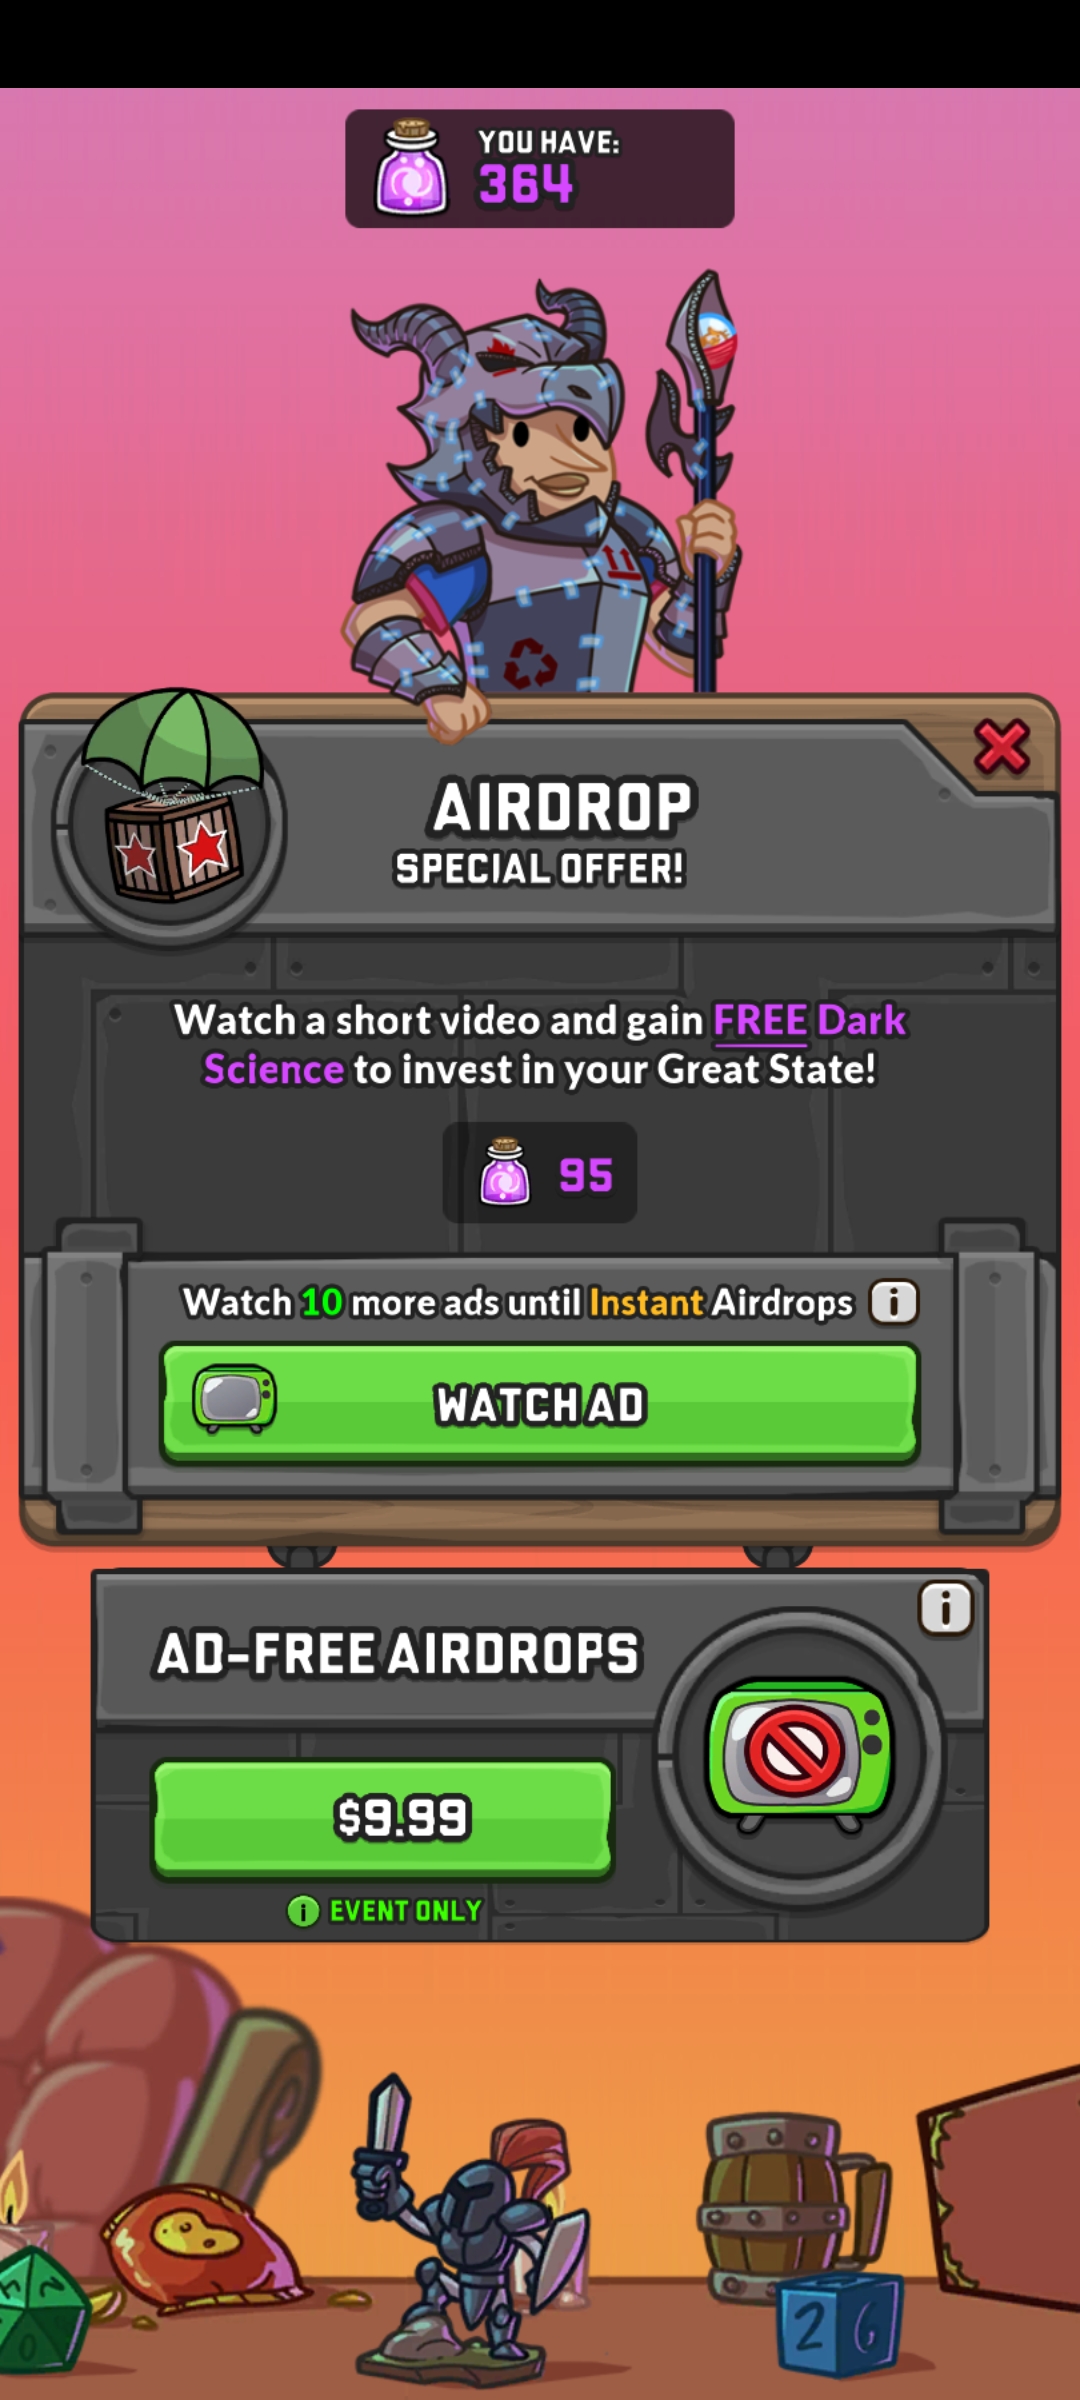 YOU HAVE:
364
AIRDROP
SPECIAL OFFER!
Watch a short video and gain FREE Dark
Science to invest in your Great State!
95
Watch 10 more ads until Instant Airdrops
i
WATCH AD
i
AD-FREE AIRDROPS
$9.99
i EVENT ONLY
2 6